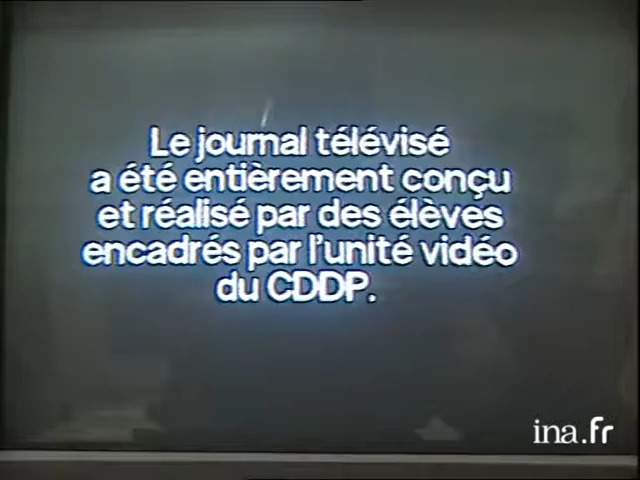 Le journal télévisé
a été entièrement conçu
et réalisé par des élèves
encadrés par l'unité vidéo
du CDDP.
ina.fr